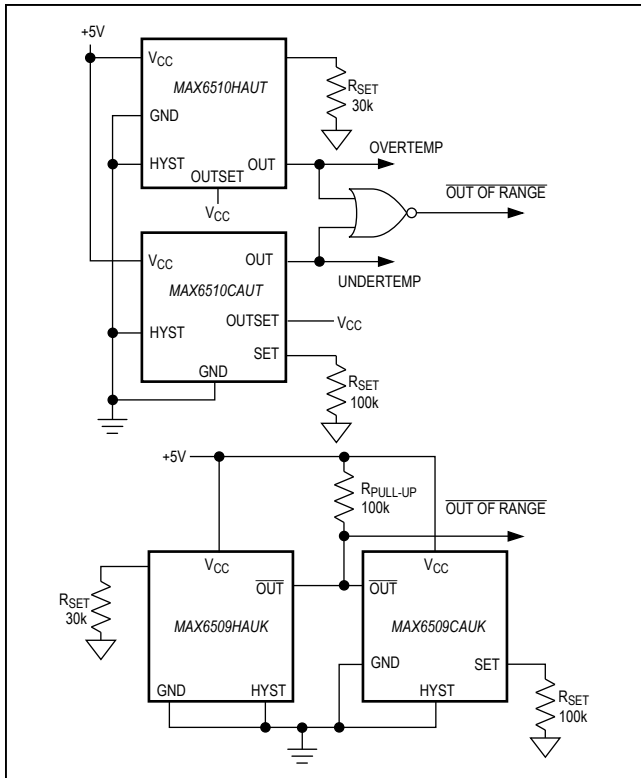 +5V
VCC
MAX6510HAUT
RSET
30k
GND
OVERTEMP
HYST
OUT
OUTSET
OUT OF RANGE
VCC
VCC
OUT
MAX6510CAUT
UNDERTEMP
OUTSET
VCC
HYST
SET
GND
RSET
100k
+5V
RPULL-UP
100k
OUT OF RANGE
VCC
VCC
RSET
30k
OUT
OUT
MAX6509HAUK
MAX6509CAUK
GND
SET
GND
HYST
HYST
RSET
100k